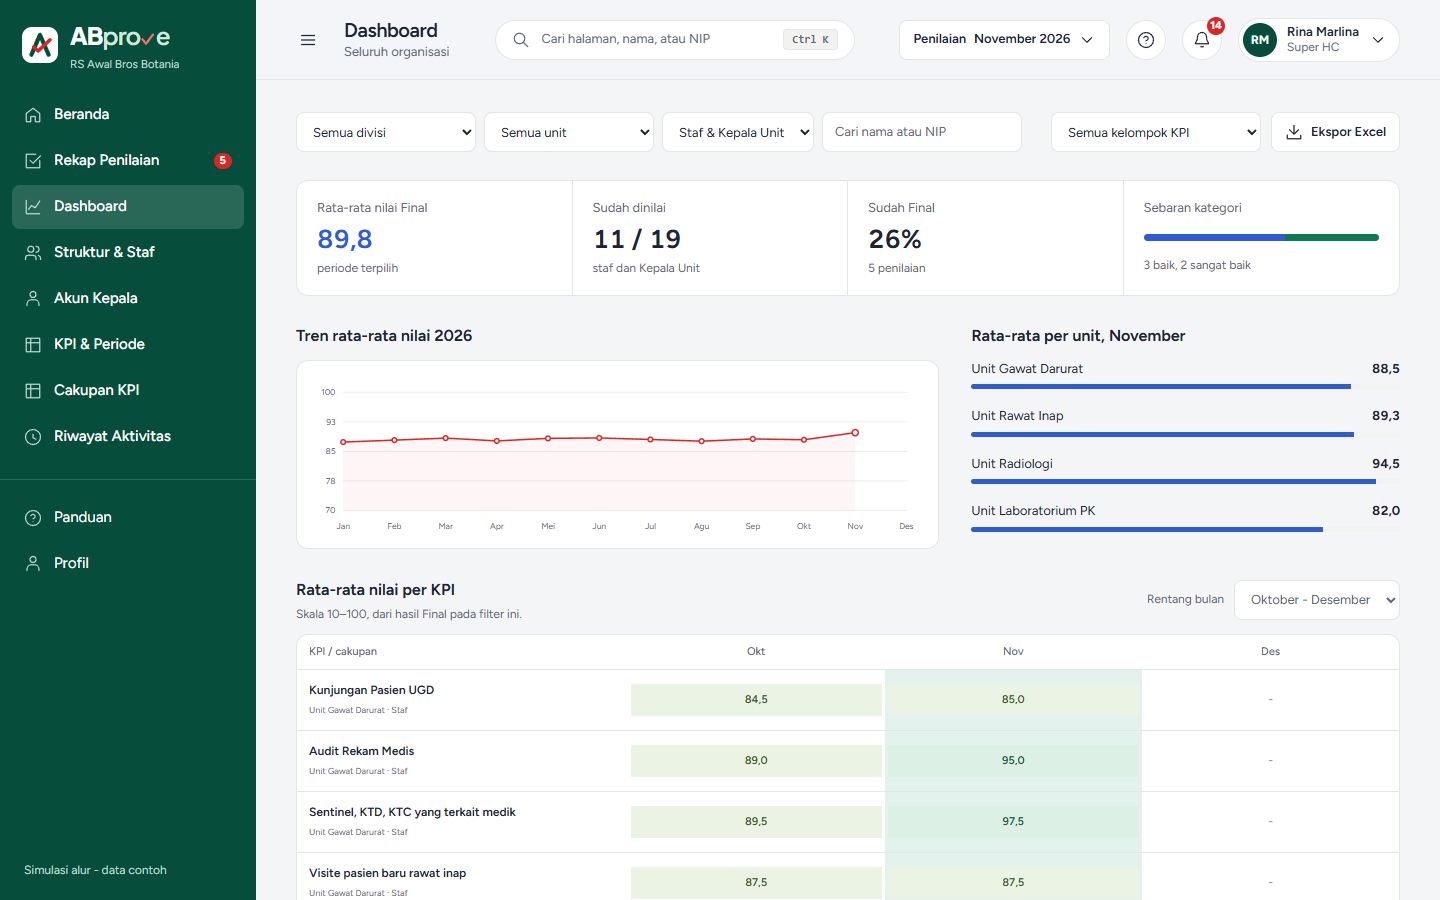 ABprove
RS Awal Bros Botania
Beranda
Rekap Penilaian 5
Dashboard
Struktur & Staf
Akun Kepala
KPI & Periode
Cakupan KPI
Riwayat Aktivitas
Panduan
Profil
Simulasi alur - data contoh
Dashboard
Seluruh organisasi
Cari halaman, nama, atau NIP Ctrl K
Penilaian November 2026
14
RM
Rina Marlina
Super HC
Semua divisi
Semua unit
Staf & Kepala Unit
Cari nama atau NIP
Semua kelompok KPI
Ekspor Excel
Rata-rata nilai Final
89,8
periode terpilih
Sudah dinilai
11 / 19
staf dan Kepala Unit
Sudah Final
26%
5 penilaian
Sebaran kategori
3 baik, 2 sangat baik
Tren rata-rata nilai 2026
100
93
85
78
70
Jan Feb Mar Apr Mei Jun Jul Agu Sep Okt Nov Des
Rata-rata per unit, November
Unit Gawat Darurat 88,5
Unit Rawat Inap 89,3
Unit Radiologi 94,5
Unit Laboratorium PK 82,0
Rata-rata nilai per KPI
Skala 10–100, dari hasil Final pada filter ini.
Rentang bulan Oktober - Desember
KPI / cakupan Okt Nov Des
Kunjungan Pasien UGD
Unit Gawat Darurat · Staf
84,5 85,0 -
Audit Rekam Medis
Unit Gawat Darurat · Staf
89,0 95,0 -
Sentinel, KTD, KTC yang terkait medik
Unit Gawat Darurat · Staf
89,5 97,5 -
Visite pasien baru rawat inap
Unit Gawat Darurat · Staf
87,5 87,5 -